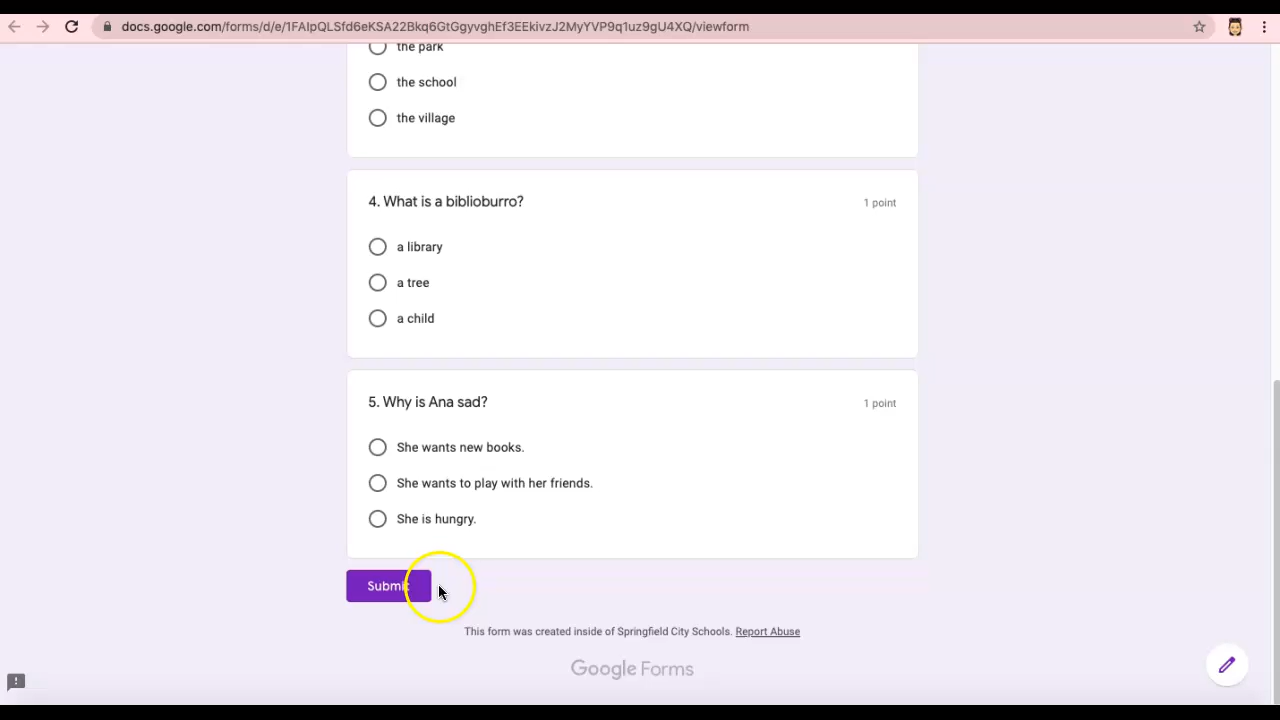 docs.google.com/forms/d/e/1FAIpQLSfd6eKSA22Bkq6GtGgyvghEf3EEkivzJ2MyYVP9q1uz9gU4XQ/viewform
the park
the school
the village
4. What is a biblioburro?
1 point
a library
a tree
a child
5. Why is Ana sad?
1 point
She wants new books.
She wants to play with her friends.
She is hungry.
Submit
This form was created inside of Springfield City Schools. Report Abuse
Google Forms